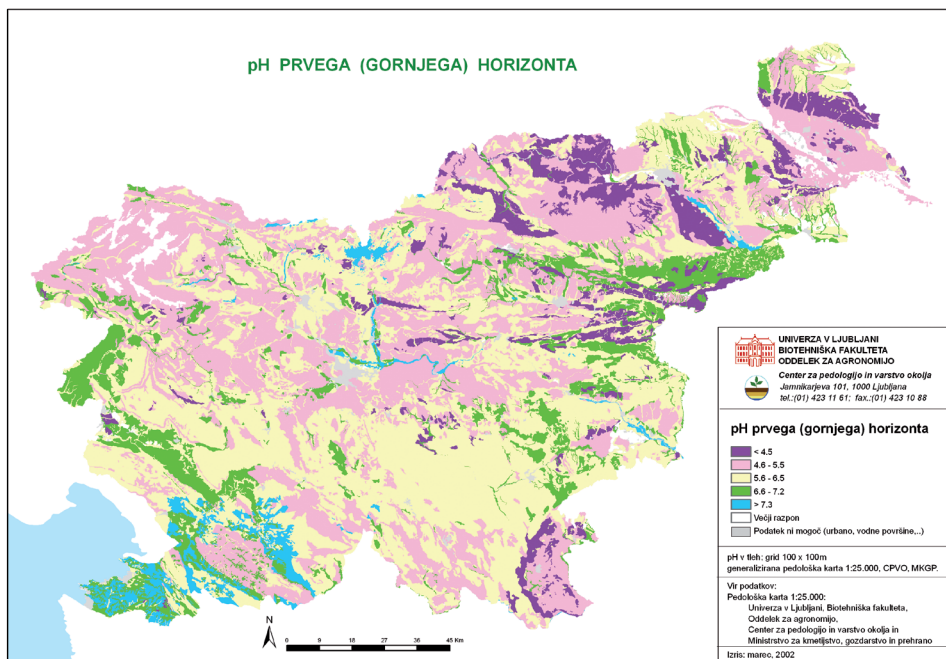 pH PRVEGA (GORNJEGA) HORIZONTA
UNIVERZA V LJUBLJANI
BIOTEHNIŠKA FAKULTETA
ODDELEK ZA AGRONOMIJO
Center za pedologijo in varstvo okolja
Jamnikarjeva 101, 1000 Ljubljana
tel.:(01) 423 11 61; fax.:(01) 423 10 88
pH prvega (gornjega) horizonta
< 4.5
4.6 - 5.5
5.6 - 6.5
6.6 - 7.2
> 7.3
Večji razpon
Podatek ni mogoč (urbano, vodne površine,..)
pH v tleh: grid 100 x 100m
generalizirana pedološka karta 1:25.000, CPVO, MKGP.
Vir podatkov:
Pedološka karta 1:25.000:
Univerza v Ljubljani, Biotehniška fakulteta,
Oddelek za agronomijo,
Center za pedologijo in varstvo okolja in
Ministrstvo za kmetijstvo, gozdarstvo in prehrano
Izris: marec, 2002
N
0 9 18 27 36 45 Km